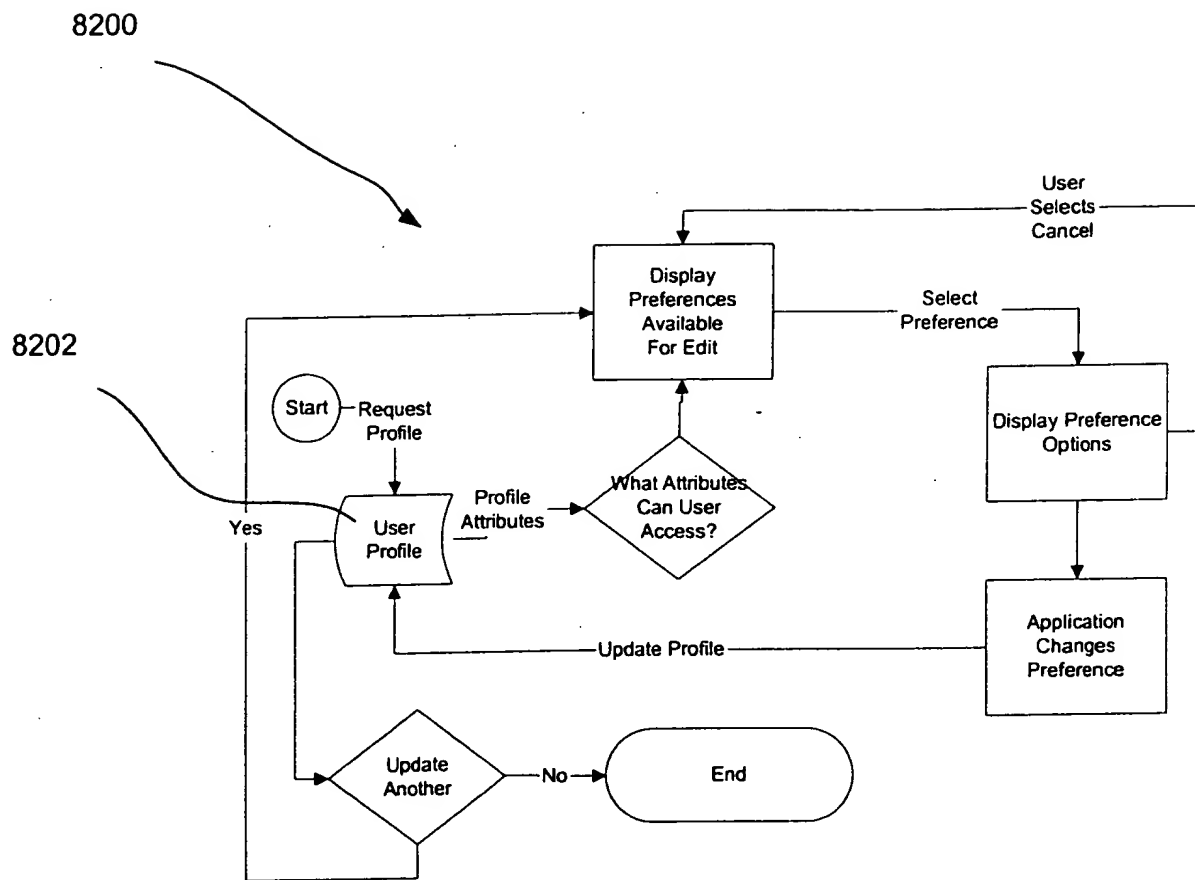 8200
User
Selects
Cancel
Display
Preferences
Available
For Edit
Select
Preference
8202
Start
Request
Profile
Display Preference
Options
What Attributes
Can User
Access?
Profile
Attributes
User
Profile
Yes
Application
Changes
Preference
Update Profile
Update
Another
No
End